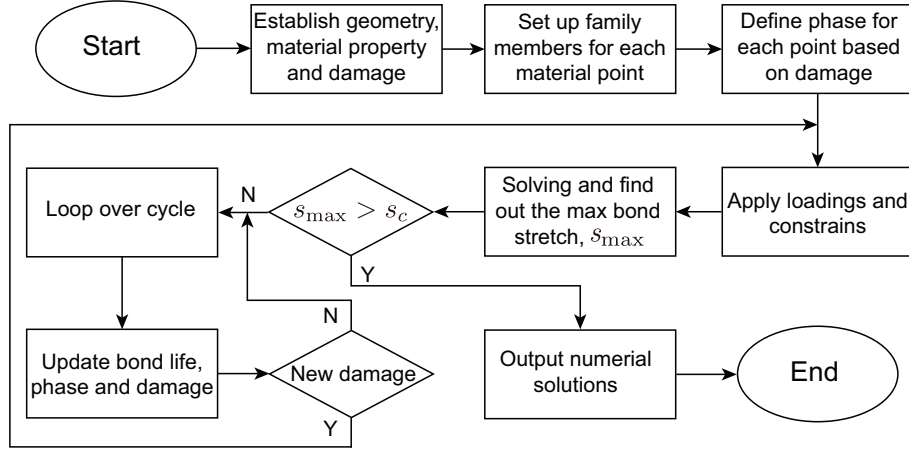 Start
Establish geometry,
material property
and damage
Set up family
members for each
material point
Define phase for
each point based
on damage
Loop over cycle
N
s_max > s_c
Solving and find
out the max bond
stretch, s_max
Apply loadings and
constrains
Y
N
Update bond life,
phase and damage
New damage
Output numerial
solutions
End
Y